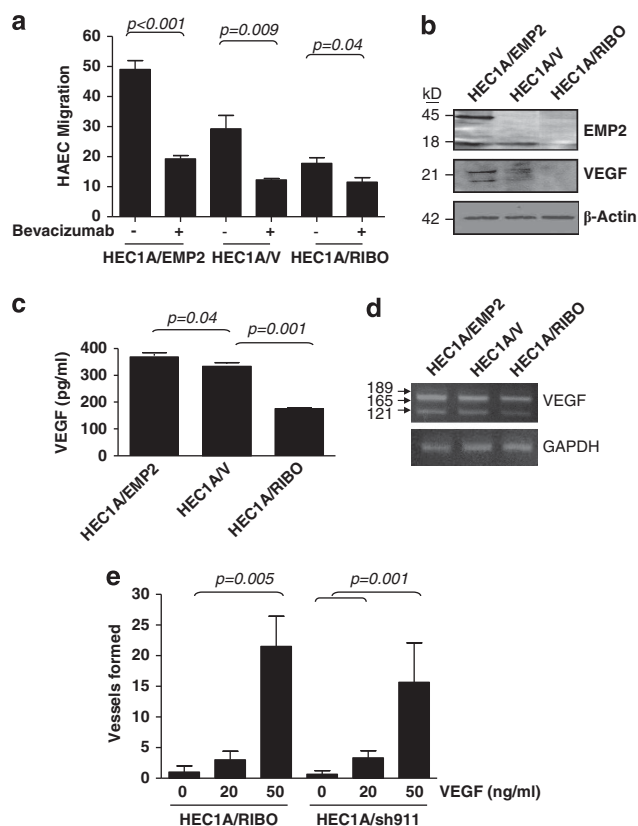 a
p<0.001
p=0.009
p=0.04
HAEC Migration
60
50
40
30
20
10
0
Bevacizumab
- + - + - +
HEC1A/EMP2 HEC1A/V HEC1A/RIBO
b
HEC1A/EMP2
HEC1A/V
HEC1A/RIBO
kD
45
18
EMP2
21
VEGF
42
β-Actin
c
p=0.04
p=0.001
VEGF (pg/ml)
400
300
200
100
0
HEC1A/EMP2
HEC1A/V
HEC1A/RIBO
d
HEC1A/EMP2
HEC1A/V
HEC1A/RIBO
189
165
121
VEGF
GAPDH
e
p=0.005
p=0.001
Vessels formed
30
25
20
15
10
5
0
0 20 50 0 20 50 VEGF (ng/ml)
HEC1A/RIBO HEC1A/sh911